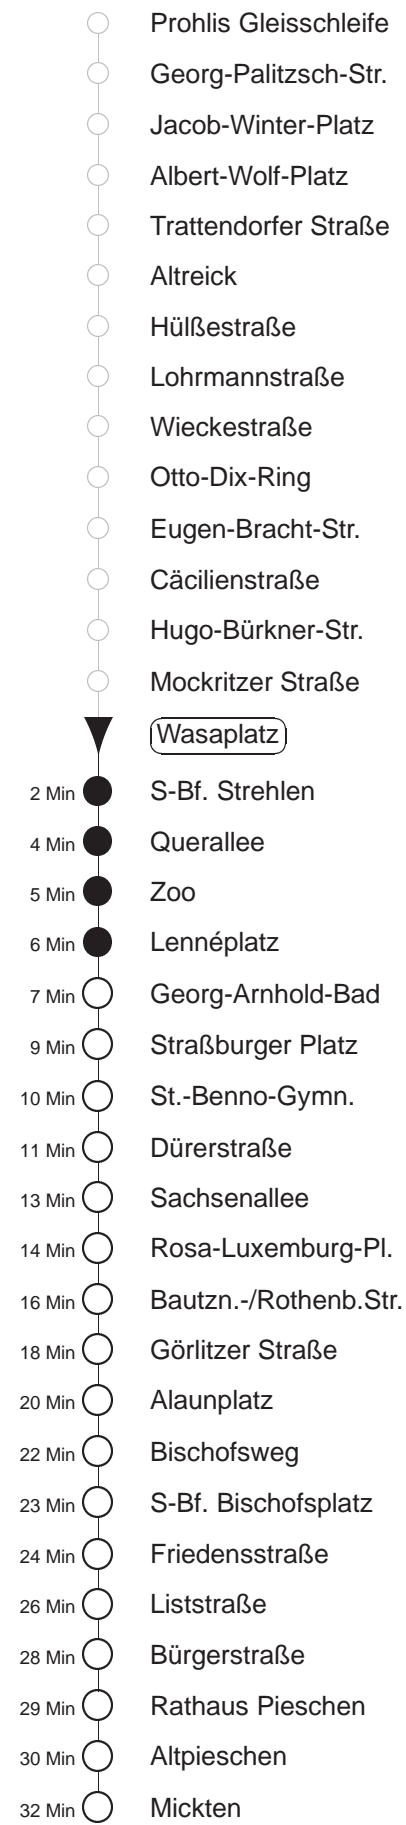 Prohlis Gleisschleife
Georg-Palitzsch-Str.
Jacob-Winter-Platz
Albert-Wolf-Platz
Trattendorfer Straße
Altreick
Hülßestraße
Lohrmannstraße
Wieckestraße
Otto-Dix-Ring
Eugen-Bracht-Str.
Cäcilienstraße
Hugo-Bürkner-Str.
Mockritzer Straße
Wasaplatz
2 Min S-Bf. Strehlen
4 Min Querallee
5 Min Zoo
6 Min Lennéplatz
7 Min Georg-Arnhold-Bad
9 Min Straßburger Platz
10 Min St.-Benno-Gymn.
11 Min Dürerstraße
13 Min Sachsenallee
14 Min Rosa-Luxemburg-Pl.
16 Min Bautzn.-/Rothenb.Str.
18 Min Görlitzer Straße
20 Min Alaunplatz
22 Min Bischofsweg
23 Min S-Bf. Bischofsplatz
24 Min Friedensstraße
26 Min Liststraße
28 Min Bürgerstraße
29 Min Rathaus Pieschen
30 Min Altpieschen
32 Min Mickten